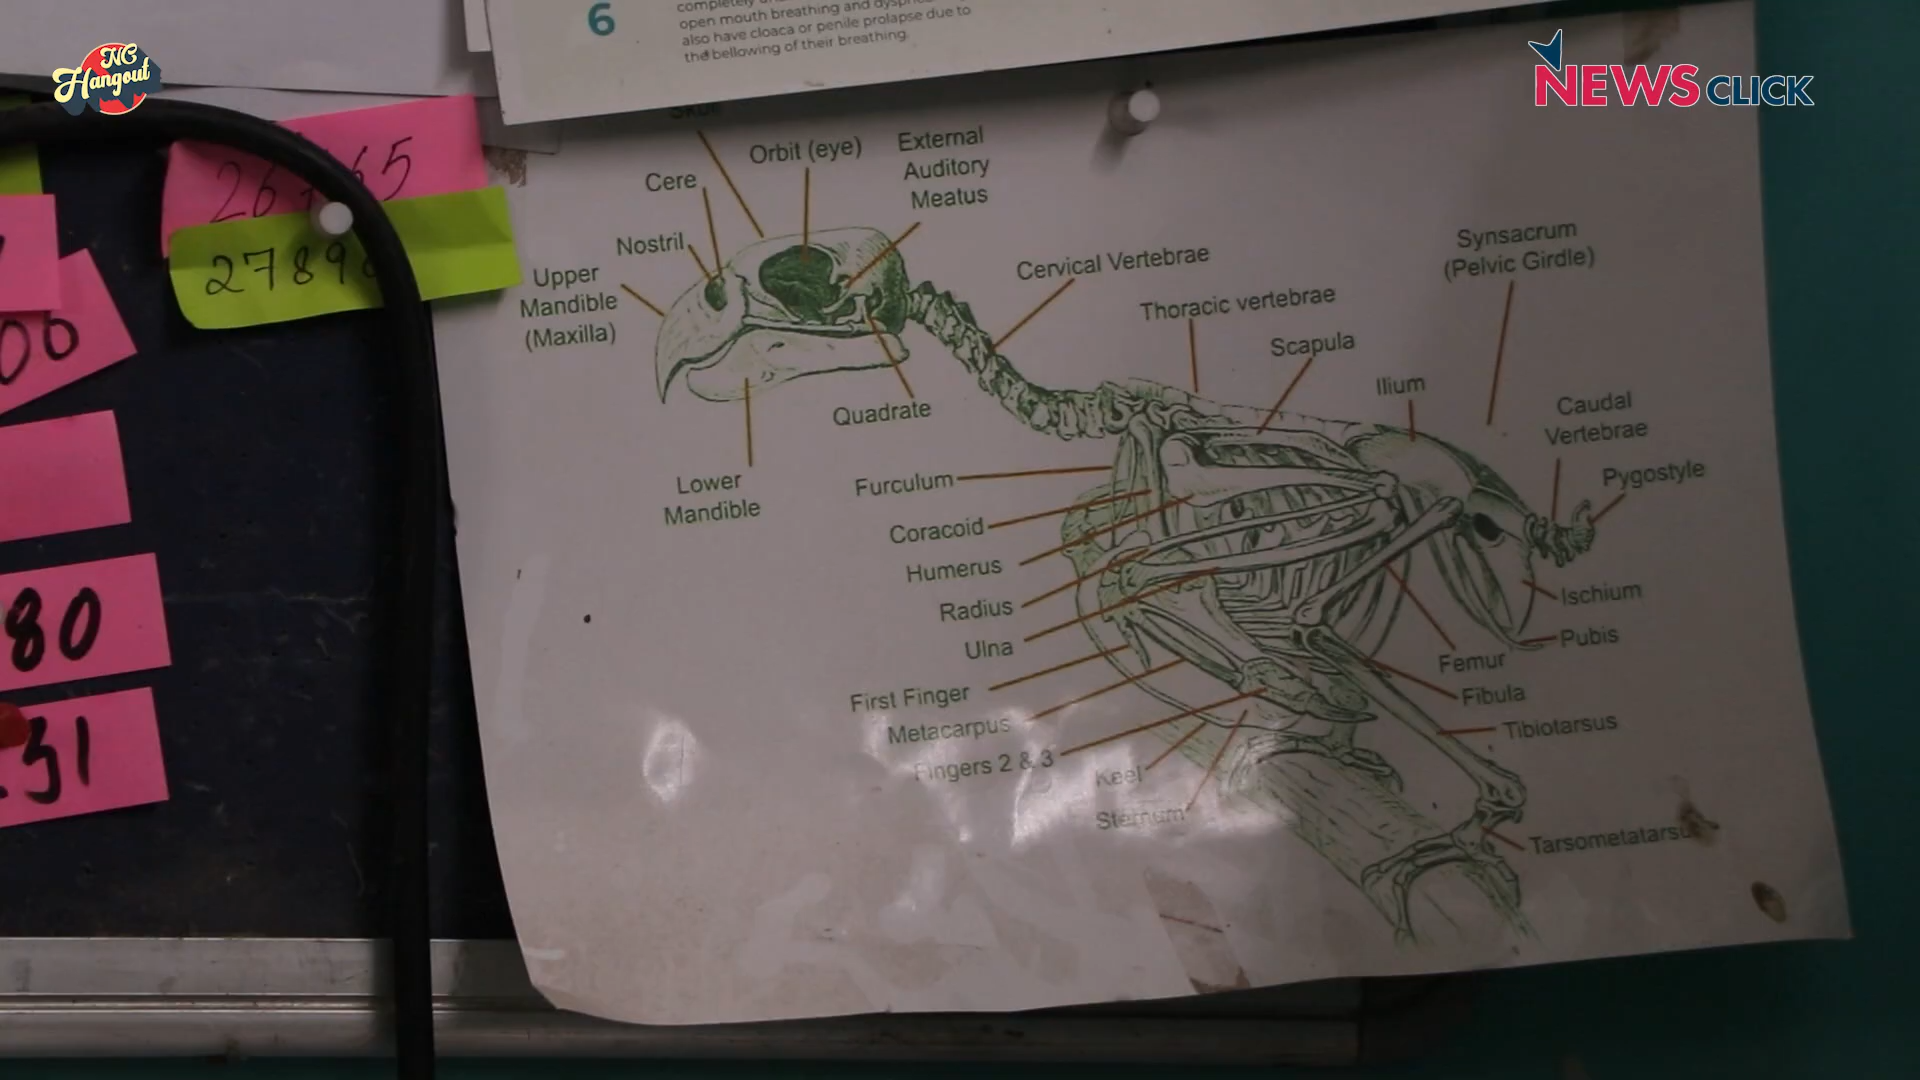 NC
Hangout
NEWSCLICK
6
open mouth breathing and
also have cloaca or penile prolapse due to
the bellowing of their breathing.
Orbit (eye)
External
Auditory
Meatus
Cere
Nostril
Upper
Mandible
(Maxilla)
Cervical Vertebrae
Thoracic vertebrae
Scapula
Synsacrum
(Pelvic Girdle)
Ilium
Caudal
Vertebrae
Pygostyle
Quadrate
Lower
Mandible
Furculum
Coracoid
Humerus
Radius
Ulna
First Finger
Metacarpus
Fingers 2 & 3
Keel
Sternum
Ischium
Pubis
Femur
Fibula
Tibiotarsus
Tarsometatarsu
80
31